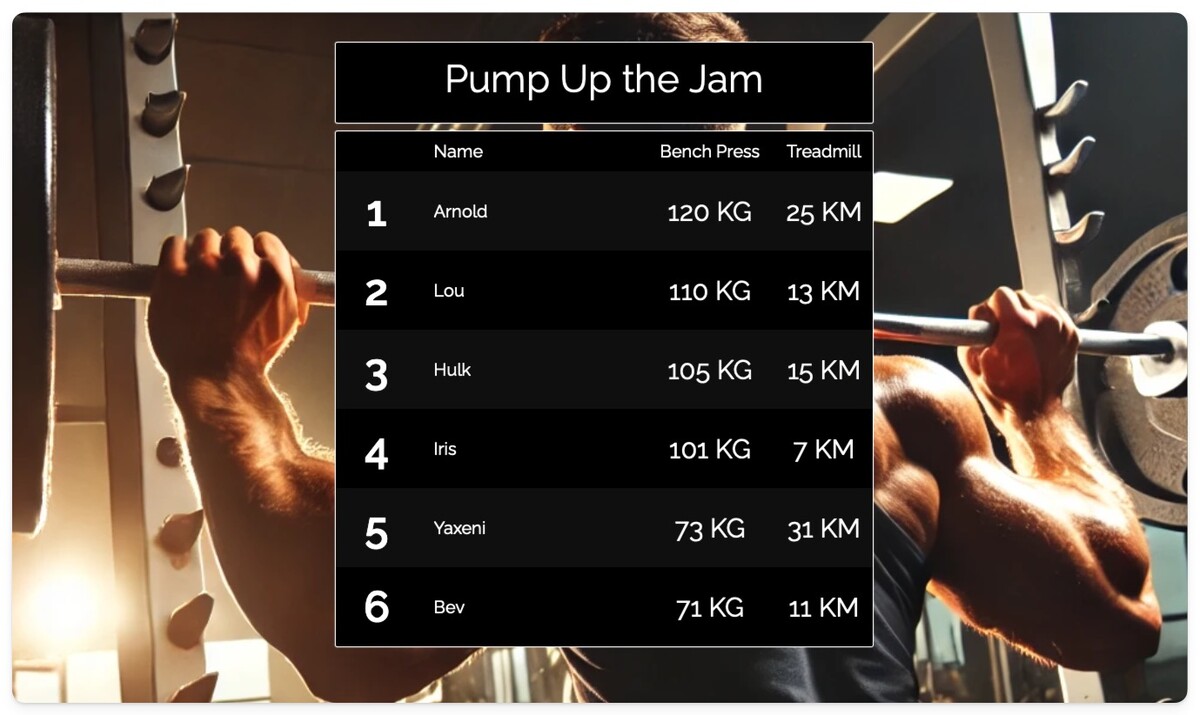 Pump Up the Jam
Name Bench Press Treadmill
1 Arnold 120 KG 25 KM
2 Lou 110 KG 13 KM
3 Hulk 105 KG 15 KM
4 Iris 101 KG 7 KM
5 Yaxeni 73 KG 31 KM
6 Bev 71 KG 11 KM